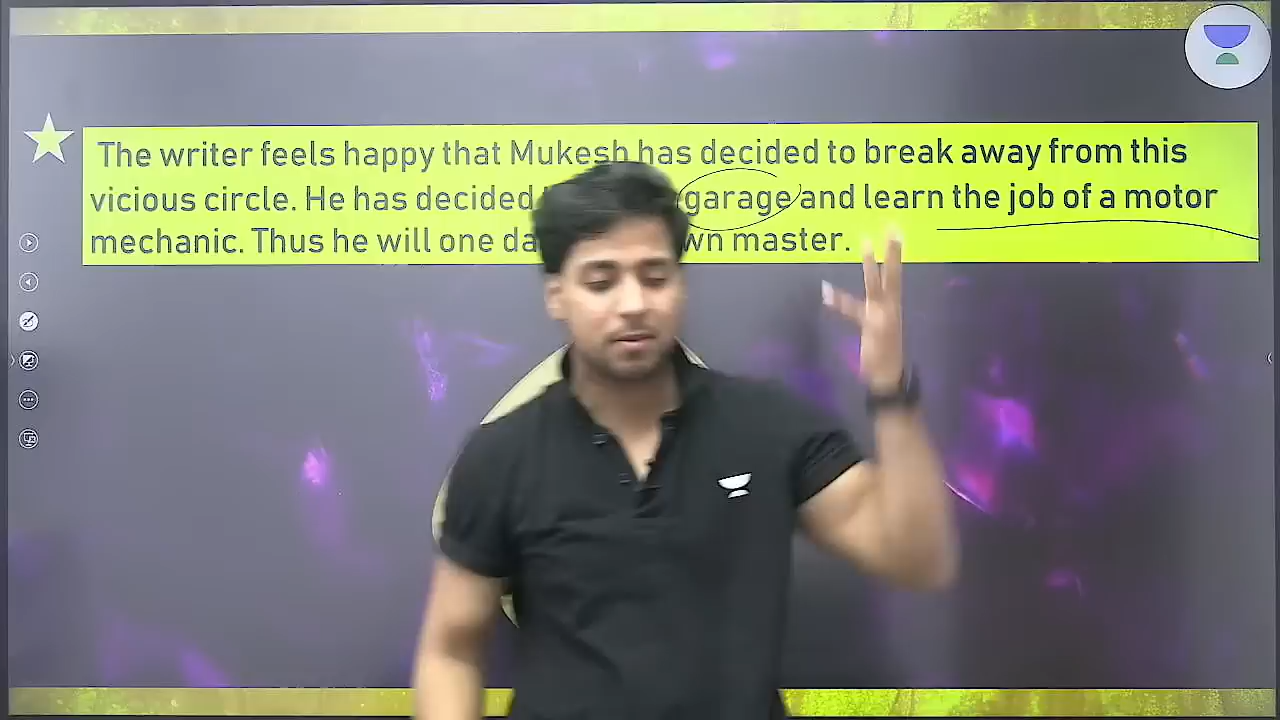 The writer feels happy that Mukesh has decided to break away from this
vicious circle. He has decided garage and learn the job of a motor
mechanic. Thus he will one da wn master.